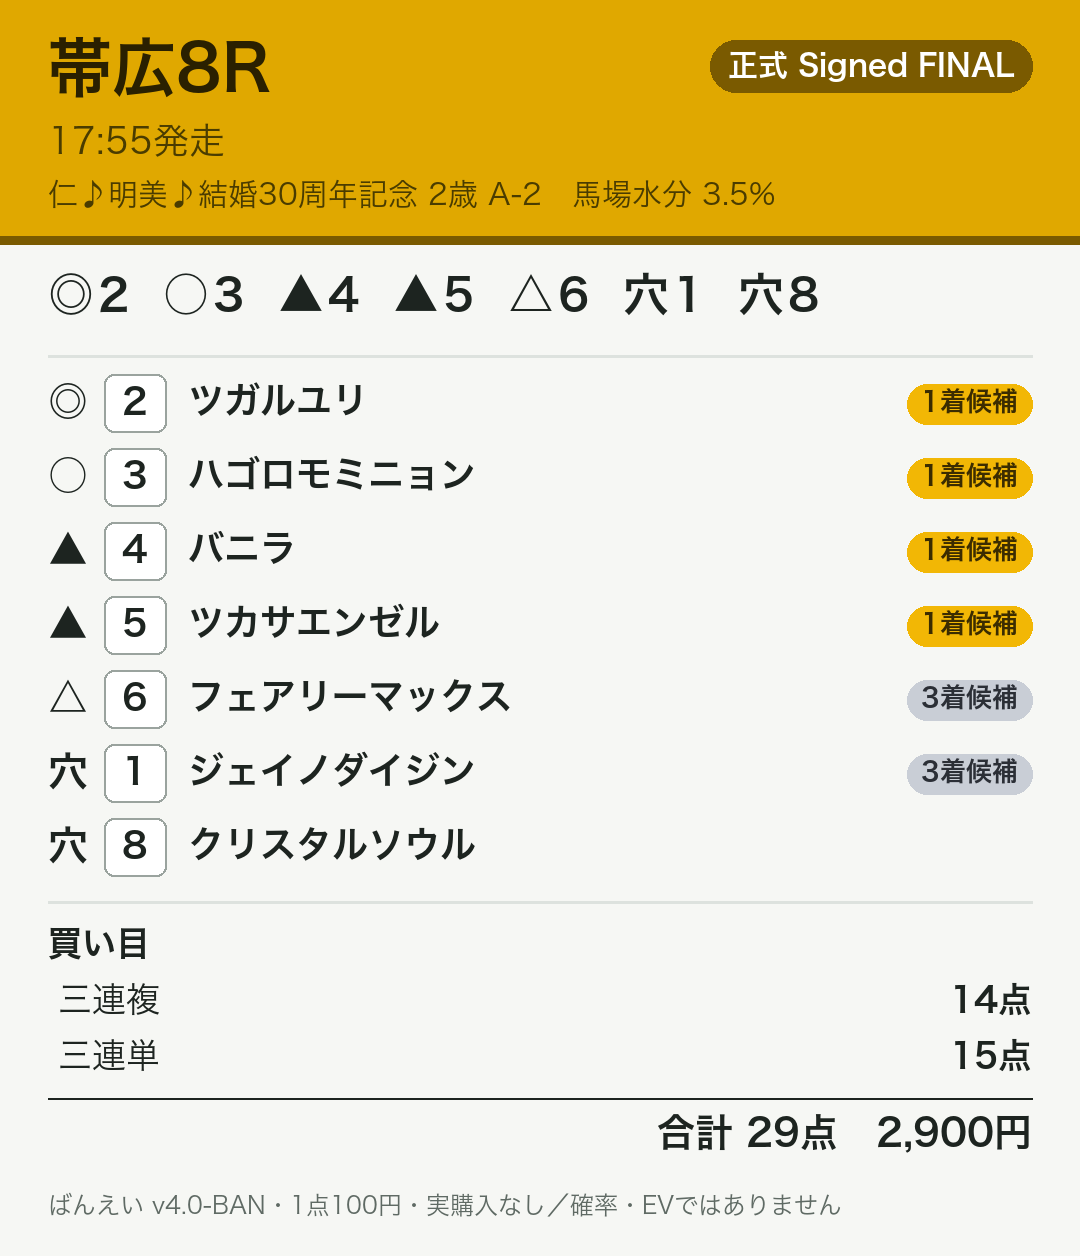 帯広8R
正式 Signed FINAL
17:55発走
仁♪明美♪結婚30周年記念 2歳 A-2　馬場水分 3.5%
◎2 ○3 ▲4 ▲5 △6 穴1 穴8
◎ 2 ツガルユリ 1着候補
○ 3 ハゴロモミニョン 1着候補
▲ 4 バニラ 1着候補
▲ 5 ツカサエンゼル 1着候補
△ 6 フェアリーマックス 3着候補
穴 1 ジェイノダイジン 3着候補
穴 8 クリスタルソウル
買い目
三連複 14点
三連単 15点
合計 29点　2,900円
ばんえい v4.0-BAN・1点100円・実購入なし／確率・EVではありません